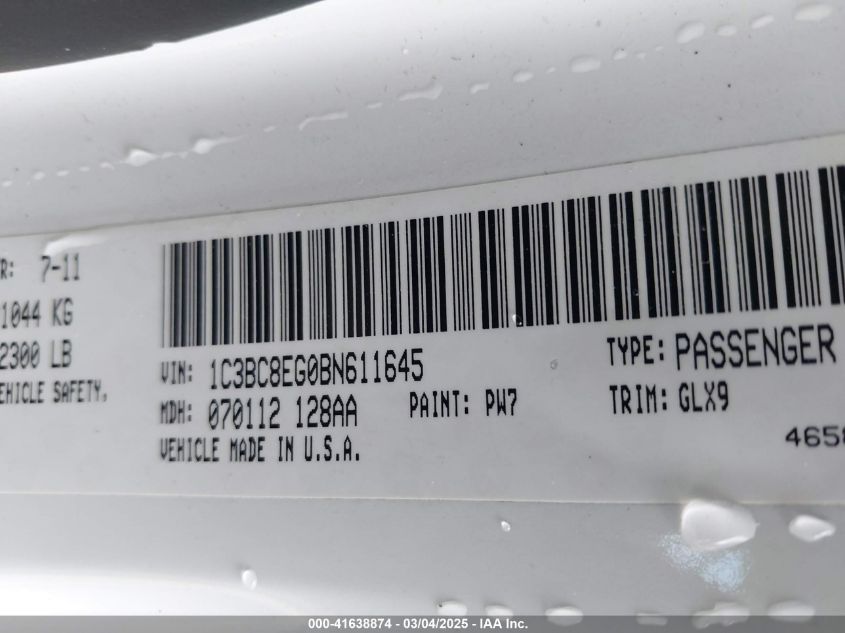 R: 7-11
1044 KG
2300 LB
EHICLE SAFETY.
VIN: 1C3BC8EG0BN611645
TYPE: PASSENGER
MDH: 070112 128AA
PAINT: PW7
TRIM: GLX9
VEHICLE MADE IN U.S.A.
465
000-41638874 - 03/04/2025 - IAA Inc.